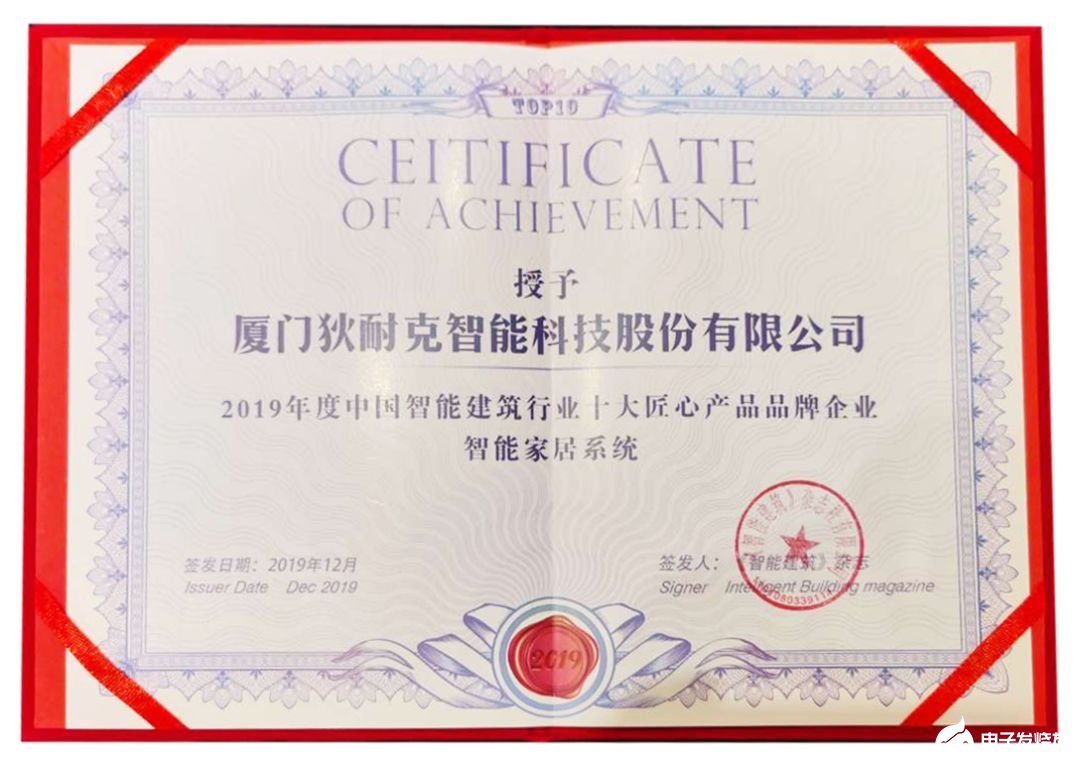 TOP10
CEITIFICATE
OF ACHIEVEMENT
授予
厦门狄耐克智能科技股份有限公司
2019年度中国智能建筑行业十大匠心产品品牌企业
智能家居系统
签发日期：2019年12月
Issuer Date Dec 2019
签发人：《智能建筑》杂志
Signer Intelligent Building magazine
2019